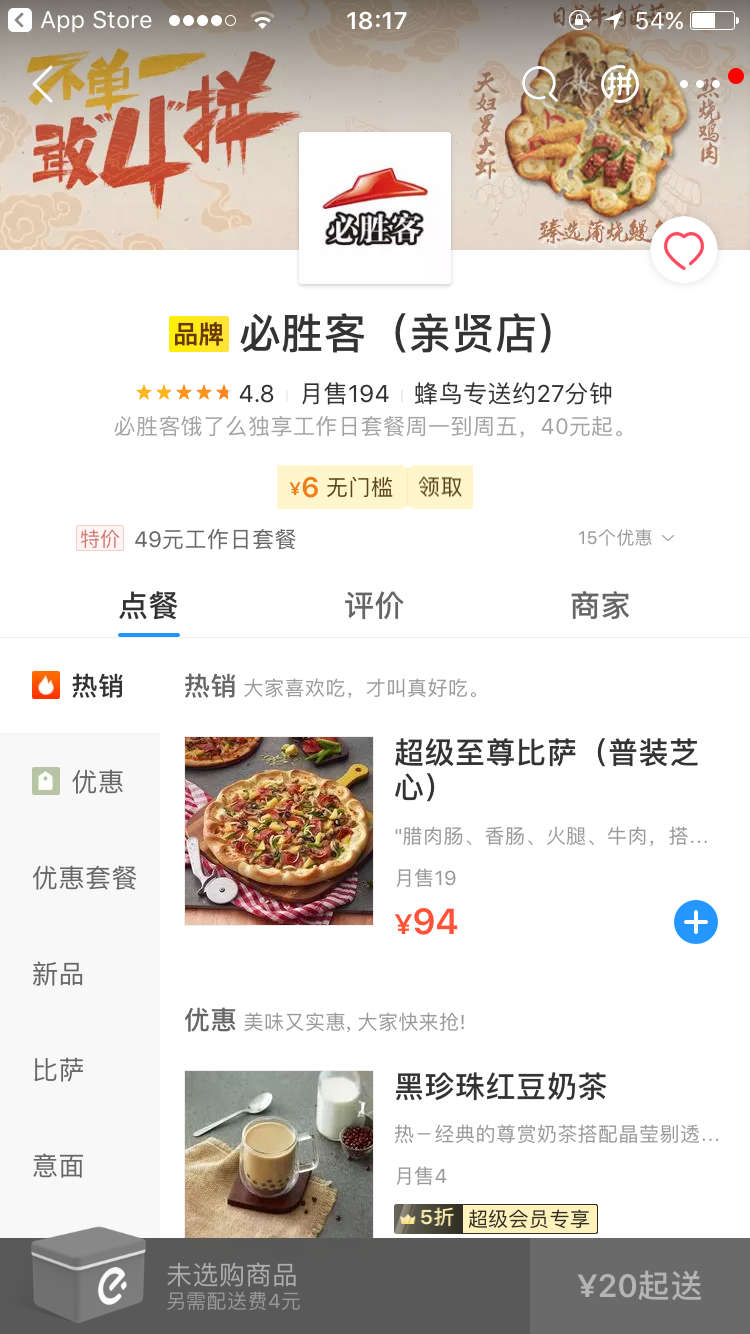 App Store
18:17
54%
不单一
敢“4”拼
天妇罗大虾
臻选蒲烧鳗
必胜客
拼
品牌 必胜客（亲贤店）
4.8 月售194 蜂鸟专送约27分钟
必胜客饿了么独享工作日套餐周一到周五，40元起。
¥6 无门槛 领取
特价 49元工作日套餐 15个优惠
点餐 评价 商家
热销
优惠
优惠套餐
新品
比萨
意面
热销 大家喜欢吃，才叫真好吃。
超级至尊比萨（普装芝
心）
"腊肉肠、香肠、火腿、牛肉，搭...
月售19
¥94
优惠 美味又实惠, 大家快来抢!
黑珍珠红豆奶茶
热－经典的尊赏奶茶搭配晶莹剔透...
月售4
5折 超级会员专享
未选购商品
另需配送费4元
¥20起送